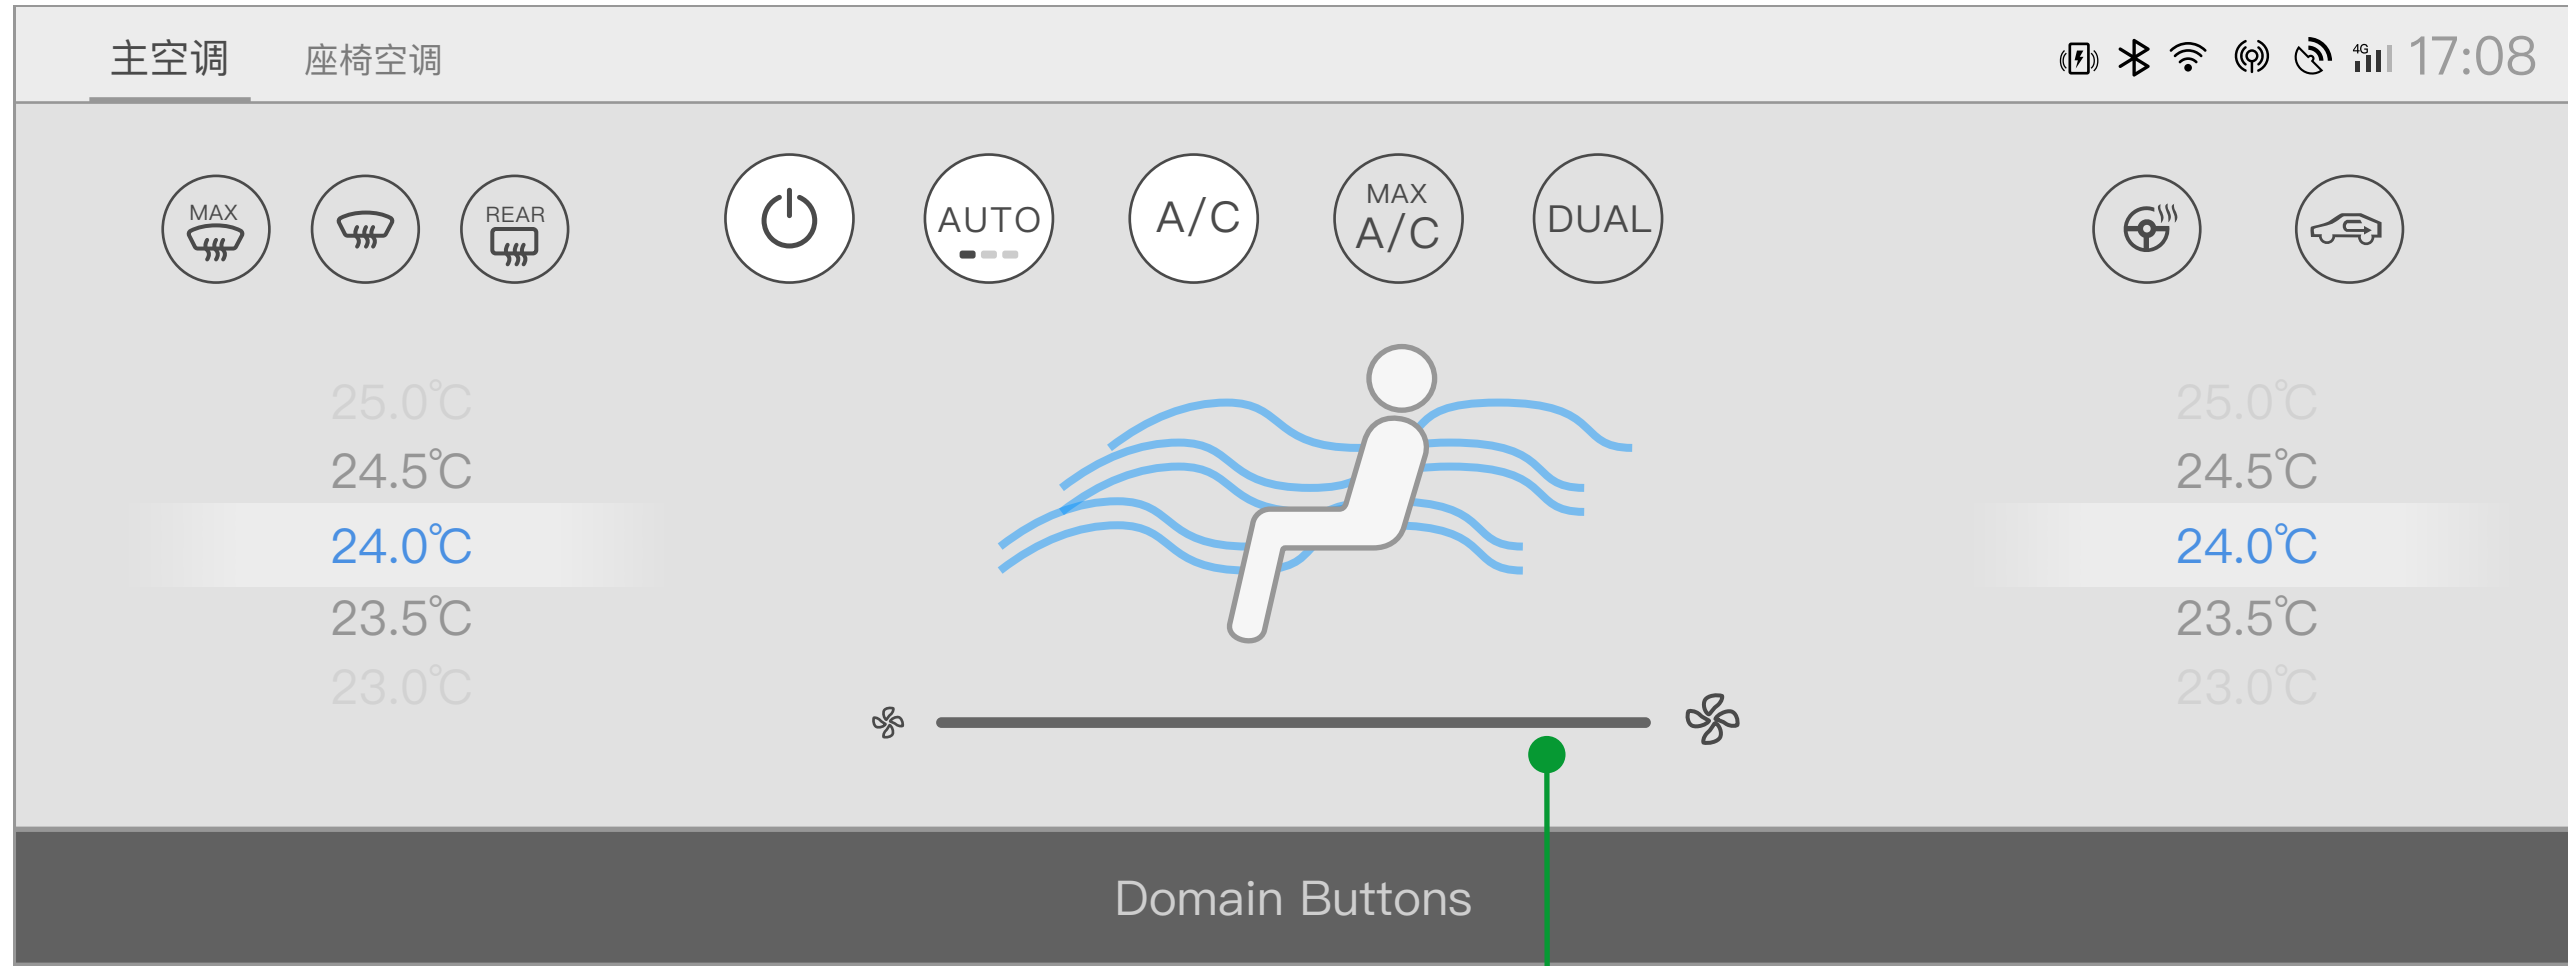 主空调 座椅空调 4G 17:08
MAX REAR AUTO A/C MAX A/C DUAL
25.0℃ 25.0℃
24.5℃ 24.5℃
24.0℃ 24.0℃
23.5℃ 23.5℃
23.0℃ 23.0℃
Domain Buttons